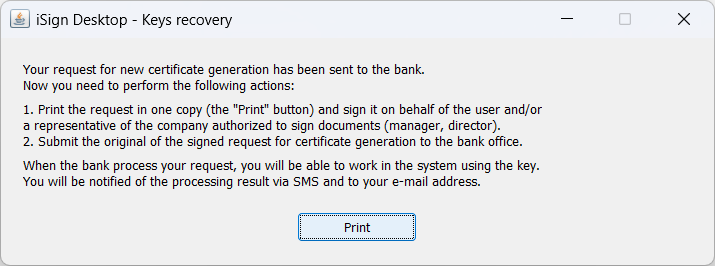 iSign Desktop - Keys recovery
Your request for new certificate generation has been sent to the bank.
Now you need to perform the following actions:
1. Print the request in one copy (the "Print" button) and sign it on behalf of the user and/or
a representative of the company authorized to sign documents (manager, director).
2. Submit the original of the signed request for certificate generation to the bank office.
When the bank process your request, you will be able to work in the system using the key.
You will be notified of the processing result via SMS and to your e-mail address.
Print